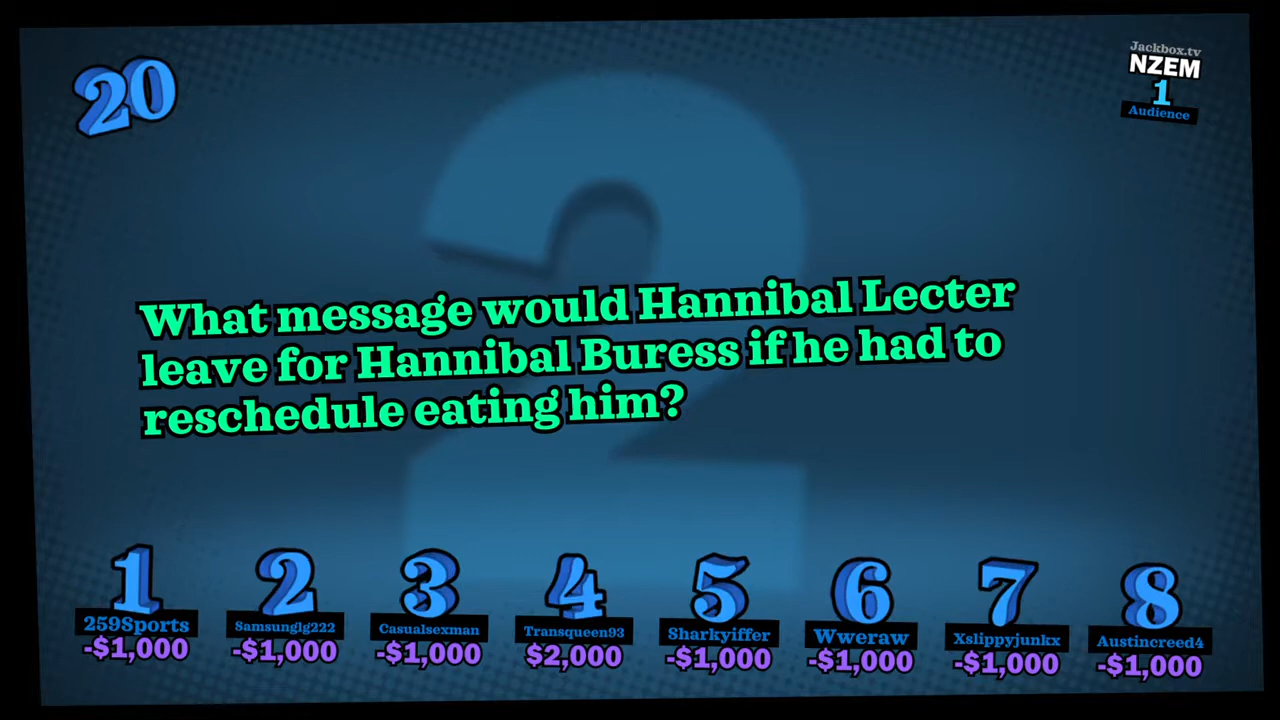 20
Jackbox.tv
NZEM
1
Audience
2
What message would Hannibal Lecter
leave for Hannibal Buress if he had to
reschedule eating him?
1 2 3 4 5 6 7 8
259Sports Samsunglg222 Casualsexman Transqueen93 Sharkyiffer Wweraw Xslippyjunkx Austincreed4
-$1,000 -$1,000 -$1,000 $2,000 -$1,000 -$1,000 -$1,000 -$1,000